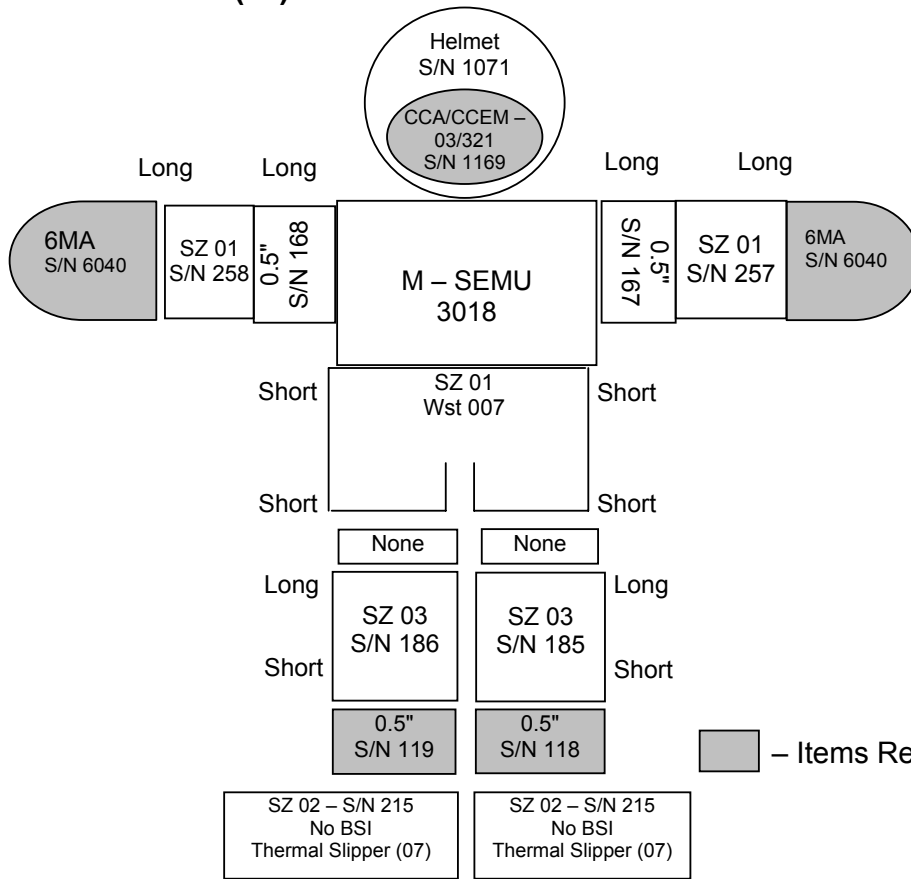 Helmet
S/N 1071
CCA/CCEM –
03/321
S/N 1169
Long
Long
Long
Long
6MA
S/N 6040
SZ 01
S/N 258
0.5"
S/N 168
M – SEMU
3018
0.5"
S/N 167
SZ 01
S/N 257
6MA
S/N 6040
Short
SZ 01
Wst 007
Short
Short
Short
None
None
Long
SZ 03
S/N 186
SZ 03
S/N 185
Long
Short
Short
0.5"
S/N 119
0.5"
S/N 118
– Items Re
SZ 02 – S/N 215
No BSI
Thermal Slipper (07)
SZ 02 – S/N 215
No BSI
Thermal Slipper (07)